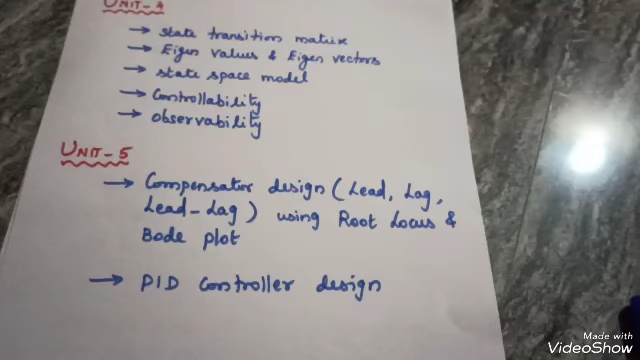 UNIT-4
→ state transition matrix
→ Eigen values & Eigen vectors
→ state space model
→ Controllability
→ observability
UNIT-5
→ Compensator design (Lead, Lag,
Lead-Lag) using Root Locus &
Bode plot
→ PID controller design
Made with
VideoShow